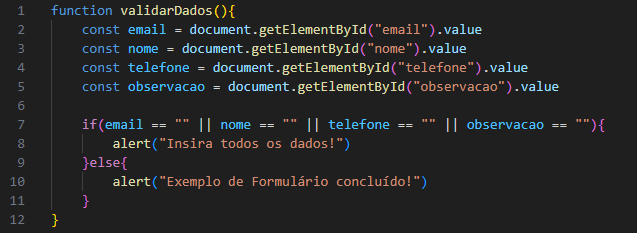 1 function validarDados(){
2 const email = document.getElementById("email").value
3 const nome = document.getElementById("nome").value
4 const telefone = document.getElementById("telefone").value
5 const observacao = document.getElementById("observacao").value
6
7 if(email == "" || nome == "" || telefone == "" || observacao == ""){
8 alert("Insira todos os dados!")
9 }else{
10 alert("Exemplo de Formulário concluído!")
11 }
12 }